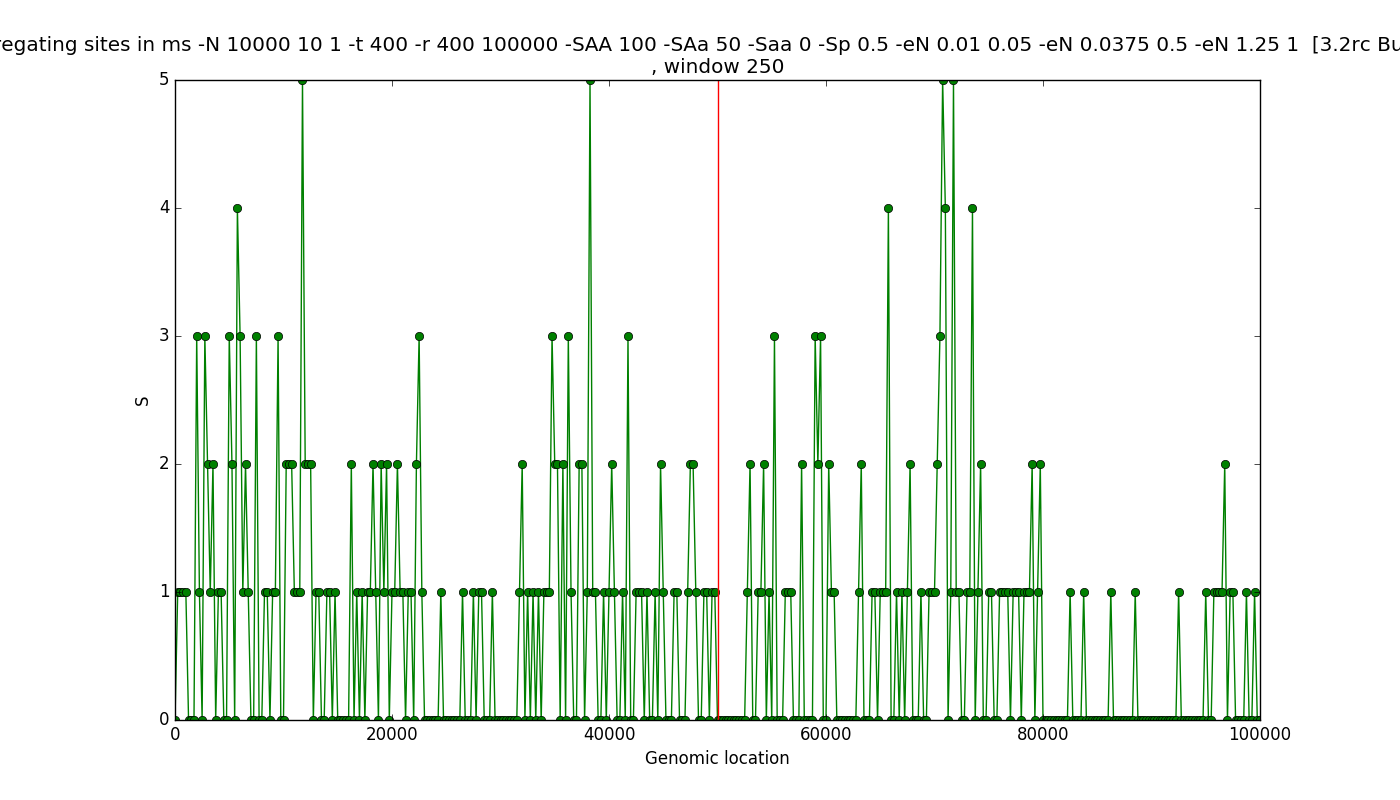 sites in ms -N 10000 10 1 -t 400 -r 400 100000 -SAA 100 -SAa 50 -Saa 0 -Sp 0.5 -eN 0.01 0.05 -eN 0.0375 0.5 -eN 1.25 1 [3.2rc
, window 250
5
4
3
2
1
0
S
0 20000 40000 60000 80000 100000
Genomic location